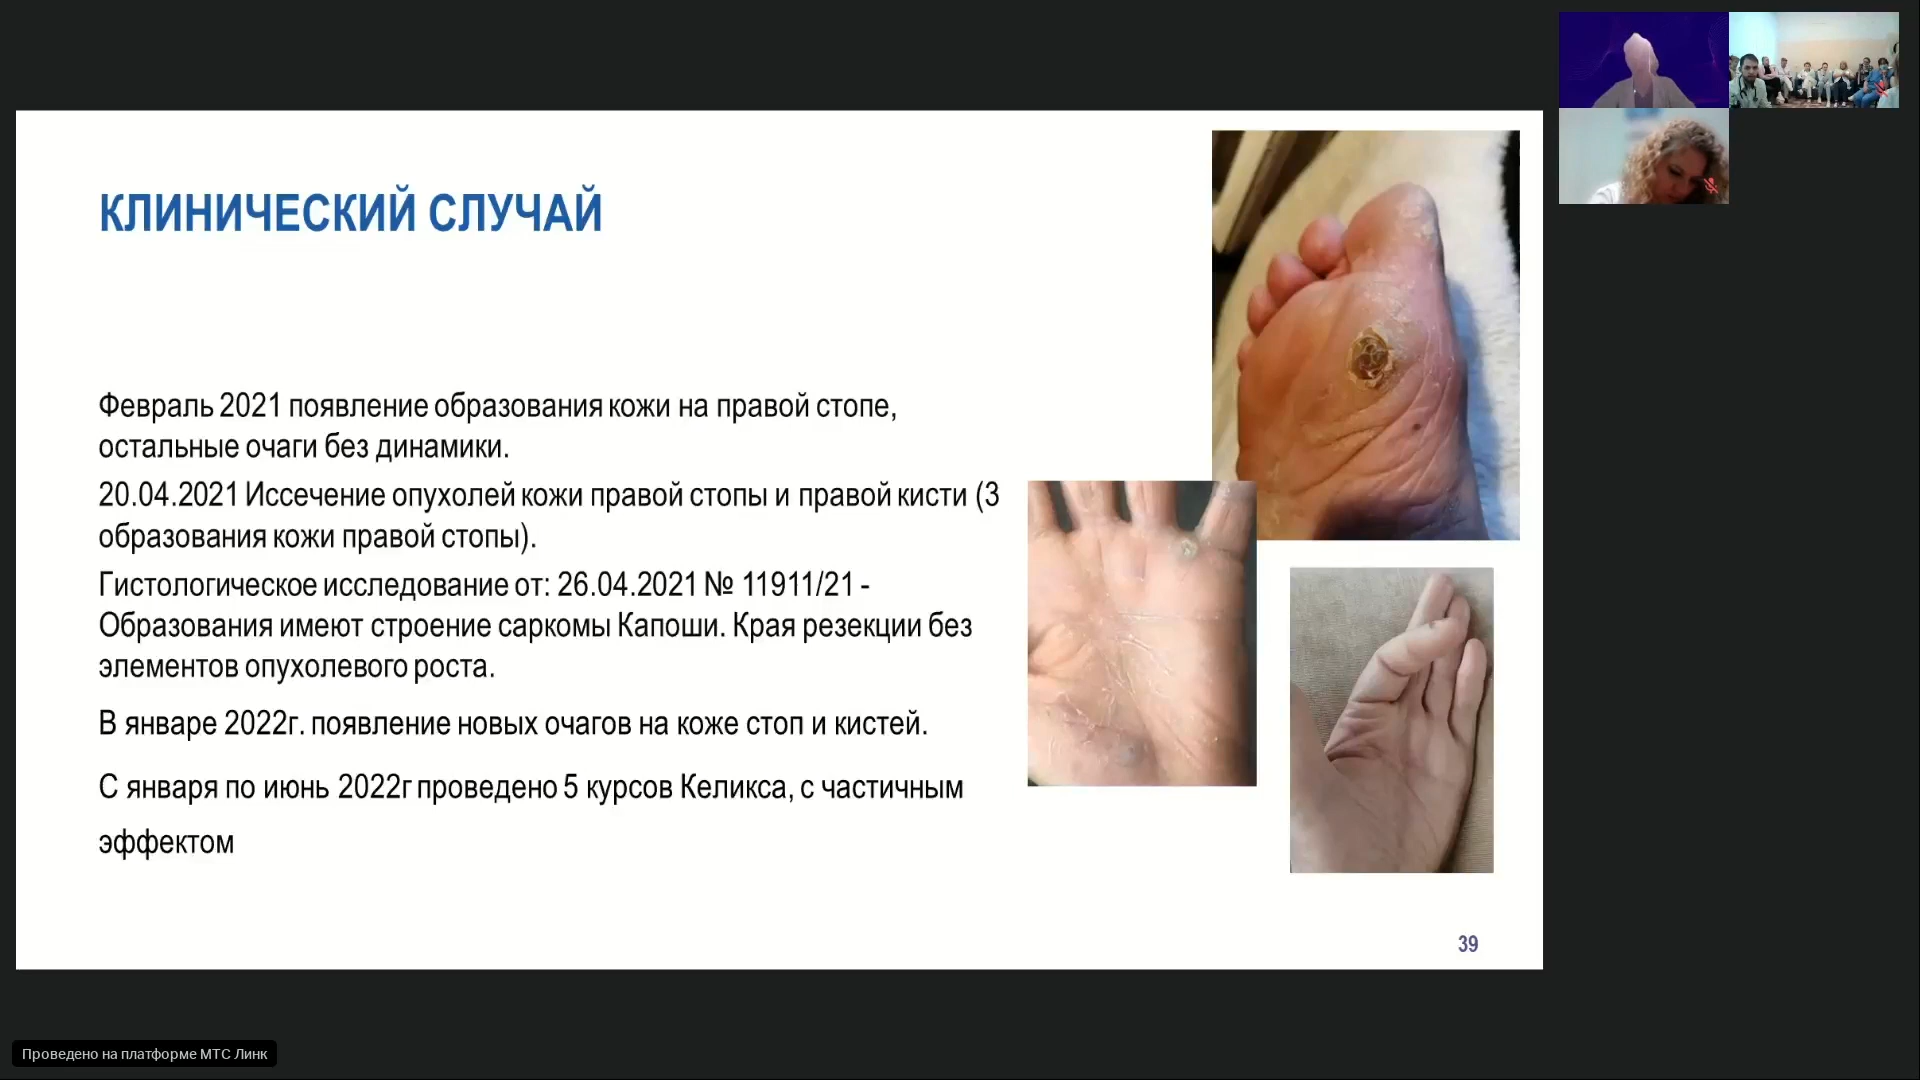 КЛИНИЧЕСКИЙ СЛУЧАЙ
Февраль 2021 появление образования кожи на правой стопе,
остальные очаги без динамики.
20.04.2021 Иссечение опухолей кожи правой стопы и правой кисти (3
образования кожи правой стопы).
Гистологическое исследование от: 26.04.2021 № 11911/21 -
Образования имеют строение саркомы Капоши. Края резекции без
элементов опухолевого роста.
В январе 2022г. появление новых очагов на коже стоп и кистей.
С января по июнь 2022г проведено 5 курсов Келикса, с частичным
эффектом
39
Проведено на платформе МТС Линк